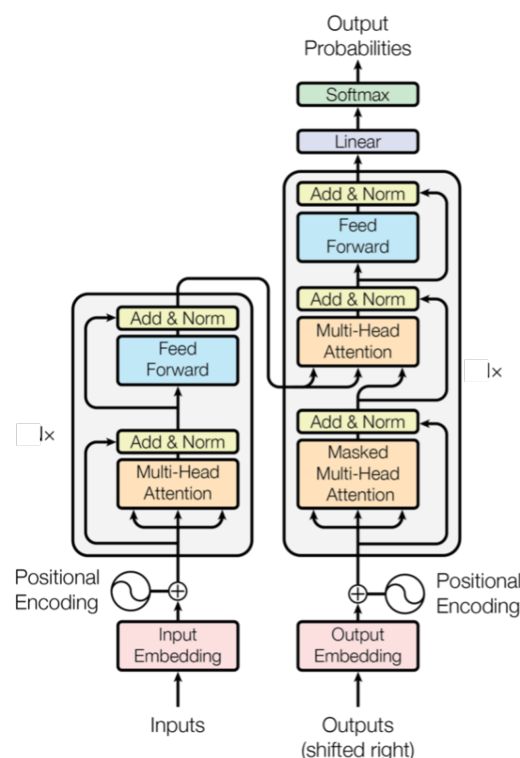 Output
Probabilities
Softmax
Linear
Add & Norm
Feed
Forward
Add & Norm
Multi-Head
Attention
Add & Norm
Masked
Multi-Head
Attention
Add & Norm
Feed
Forward
Add & Norm
Multi-Head
Attention
Positional
Encoding
Positional
Encoding
Input
Embedding
Output
Embedding
Inputs
Outputs
(shifted right)